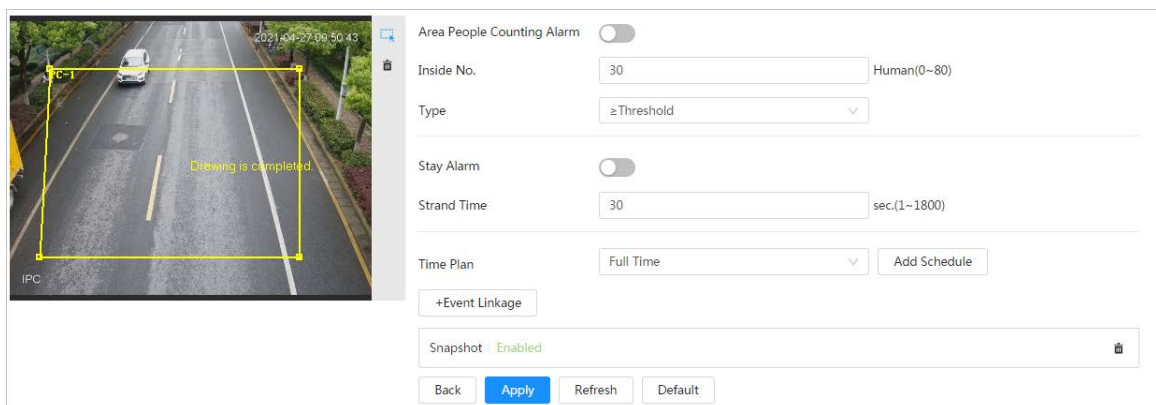 2021-04-27 09:50:43
PC-1
Drawing is completed.
IPC
Area People Counting Alarm
Inside No. 30 Human(0~80)
Type ≥Threshold
Stay Alarm
Strand Time 30 sec.(1~1800)
Time Plan Full Time Add Schedule
+Event Linkage
Snapshot Enabled
Back Apply Refresh Default